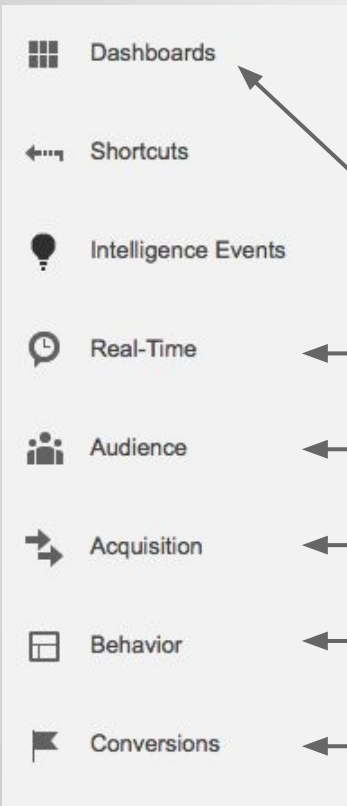 Dashboards
Shortcuts
Intelligence Events
Real-Time
Audience
Acquisition
Behavior
Conversions